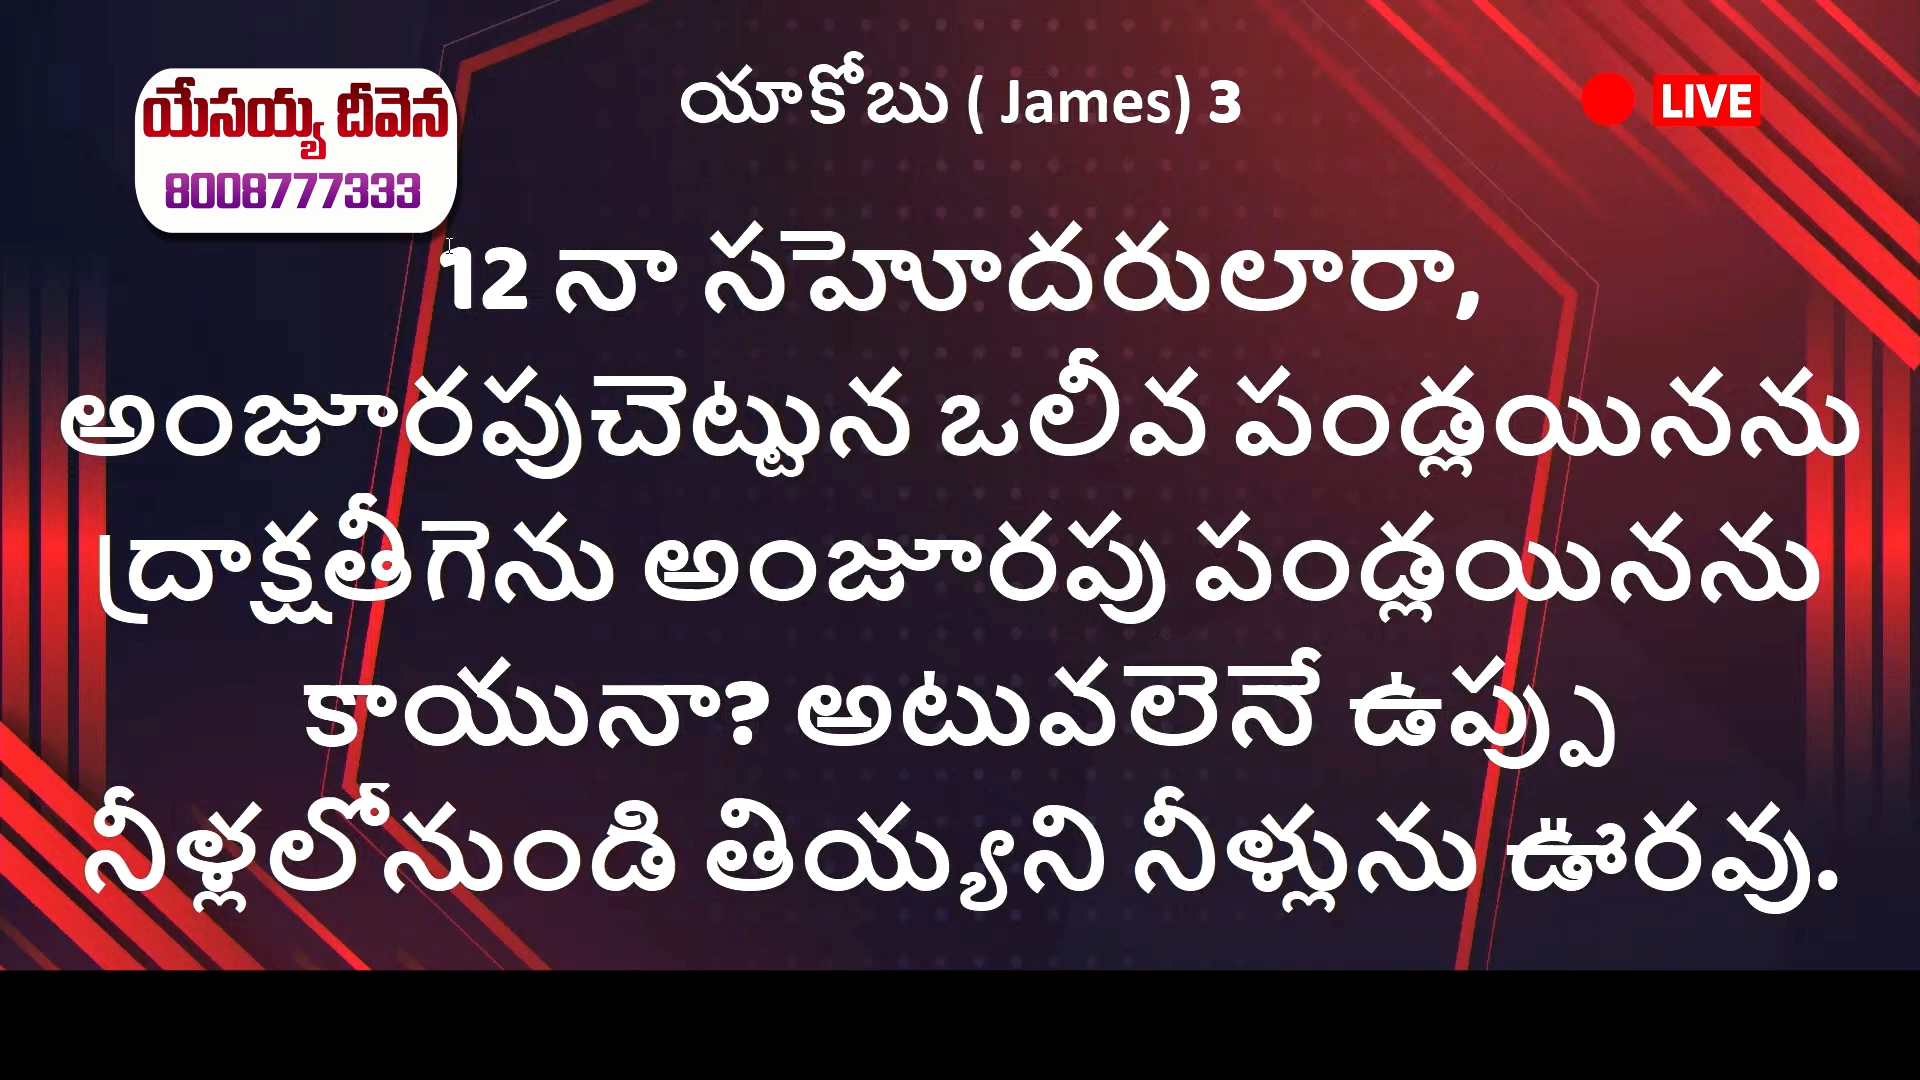 యేసయ్య దీవెన
8008777333
యాకోబు ( James) 3
LIVE
12 నా సహెూదరులారా,
అంజూరపుచెట్టున ఒలీవ పండ్లయినను
ద్రాక్షతీగెను అంజూరపు పండ్లయినను
కాయునా? అటువలెనే ఉప్పు
నీళ్లలోనుండి తియ్యని నీళ్లును ఊరవు.